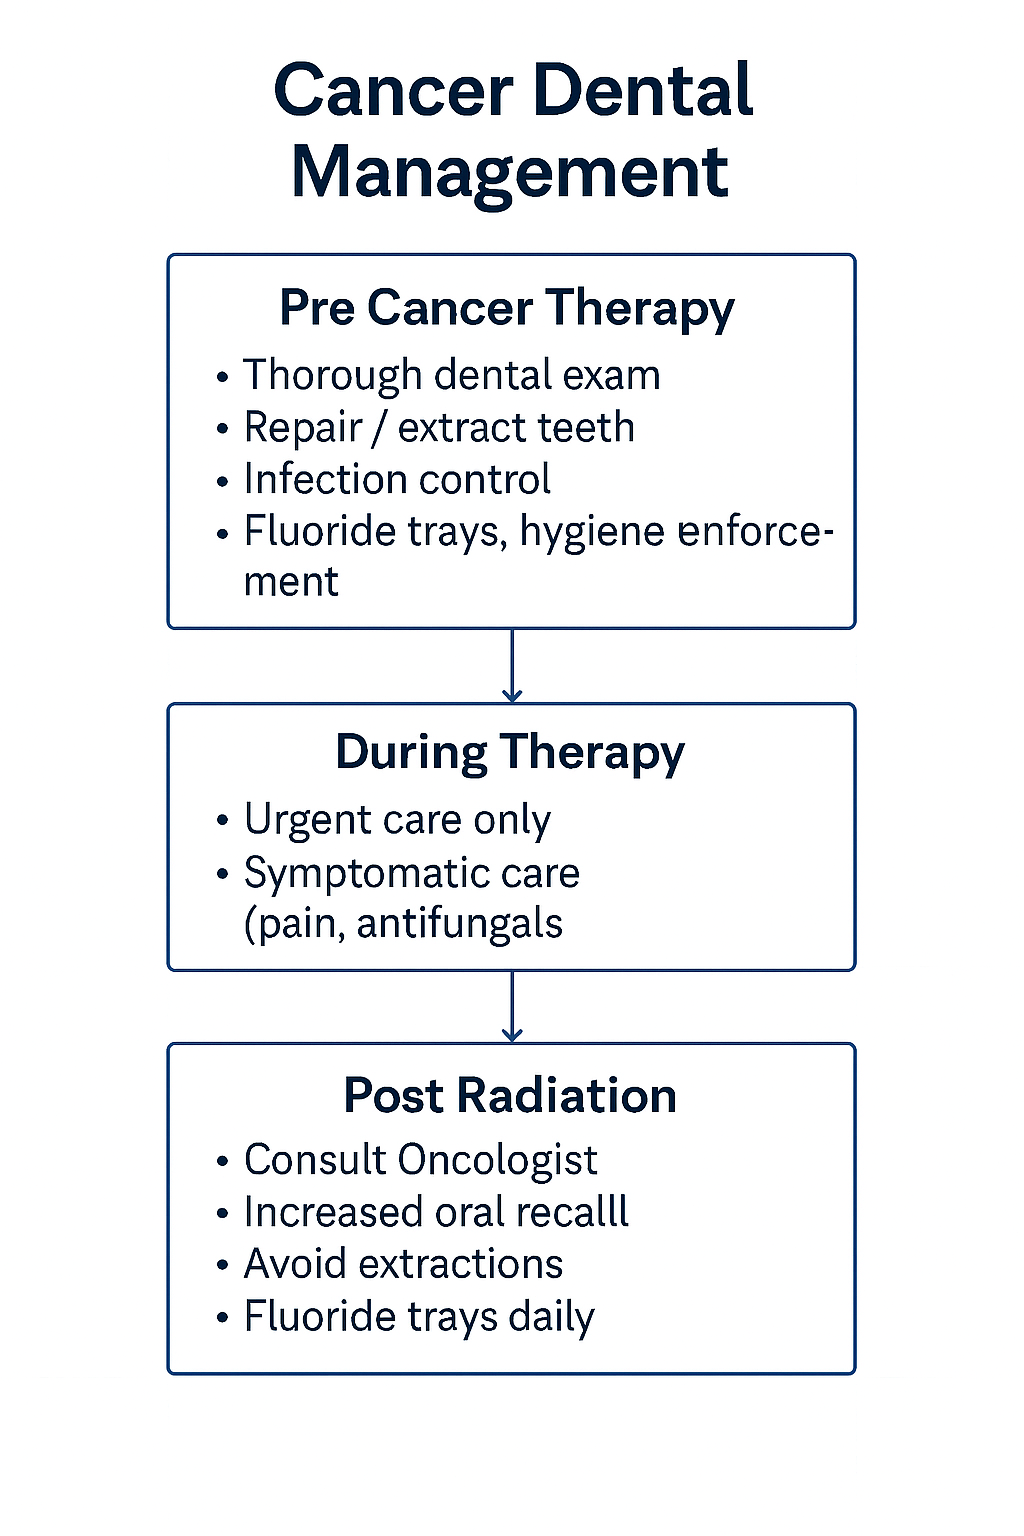 Cancer Dental
Management
Pre Cancer Therapy
• Thorough dental exam
• Repair / extract teeth
• Infection control
• Fluoride trays, hygiene enforce-
ment
During Therapy
• Urgent care only
• Symptomatic care
(pain, antifungals
Post Radiation
• Consult Oncologist
• Increased oral recalll
• Avoid extractions
• Fluoride trays daily